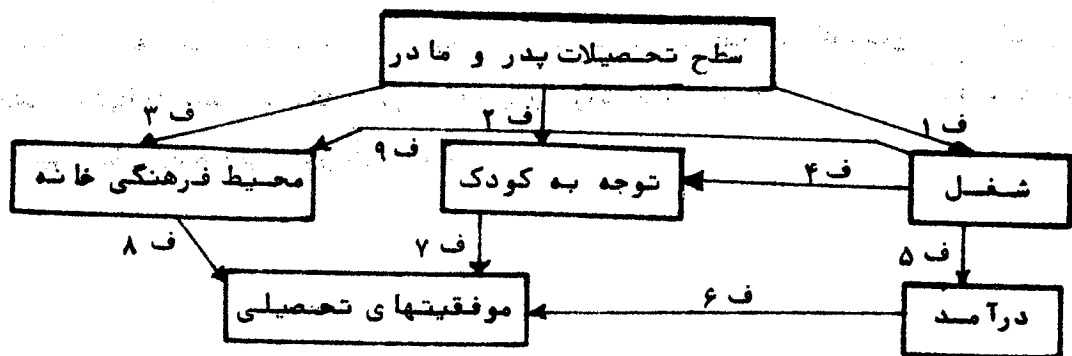 سطح تحصیلات پدر و مادر
ف ۱
ف ۲
ف ۳
شغل
ف ۴
توجه به کودک
ف ۹
محیط فرهنگی خانه
ف ۵
ف ۷
ف ۸
درآمد
ف ۶
موفقیتهای تحصیلی